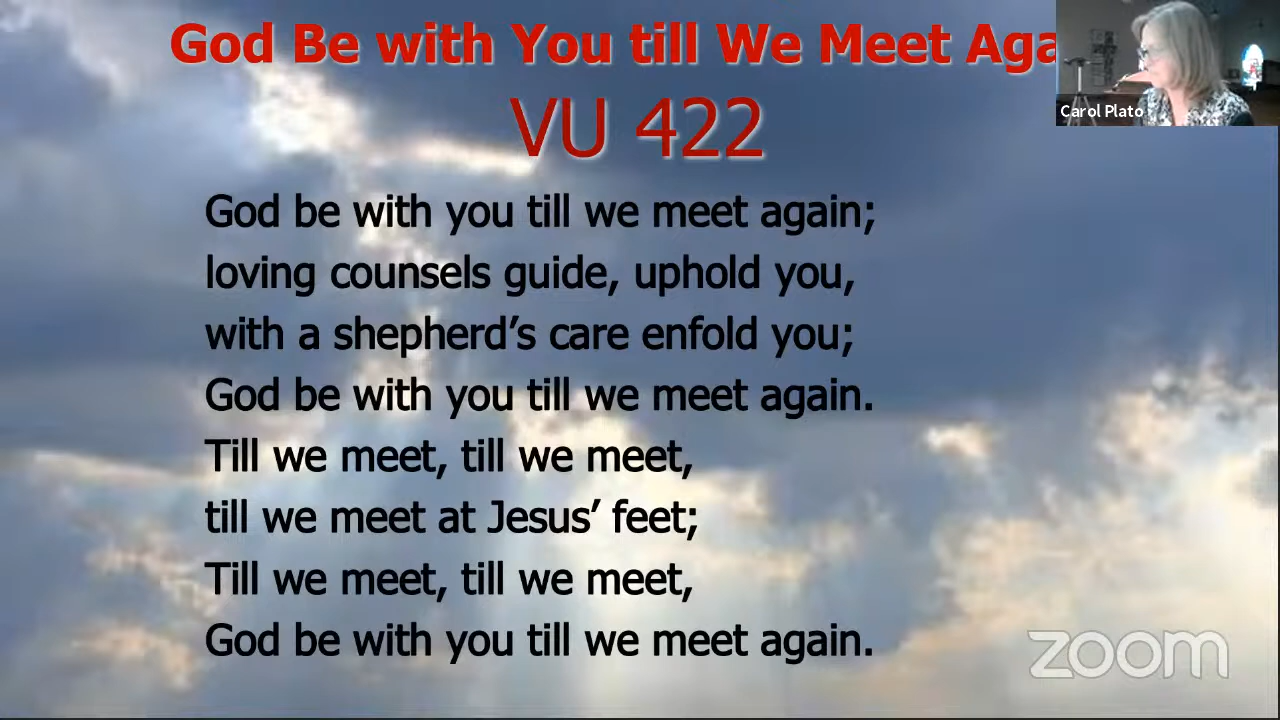 God Be with You till We Meet Aga
VU 422
Carol Plato
God be with you till we meet again;
loving counsels guide, uphold you,
with a shepherd’s care enfold you;
God be with you till we meet again.
Till we meet, till we meet,
till we meet at Jesus’ feet;
Till we meet, till we meet,
God be with you till we meet again.
zoom